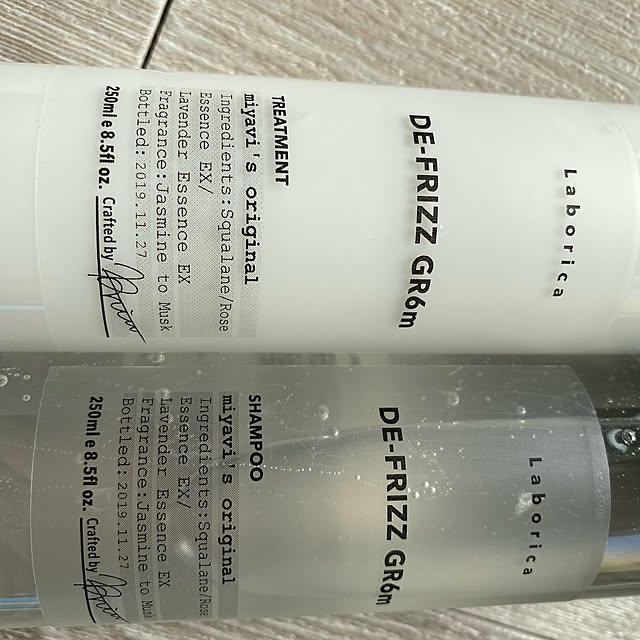 Laborica
DE-FRIZZ GR6m
TREATMENT
miyavi's original
Ingredients:Squalane/Rose
Essence EX/
Lavender Essence EX
Fragrance:Jasmine to Musk
Bottled: 2019.11.27
250ml e 8.5fl oz. Crafted by
Laborica
DE-FRIZZ GR6m
SHAMPOO
miyavi's original
Ingredients:Squalane/Rose
Essence EX/
Lavender Essence EX
Fragrance:Jasmine to Musk
Bottled: 2019.11.27
250ml e 8.5fl oz. Crafted by